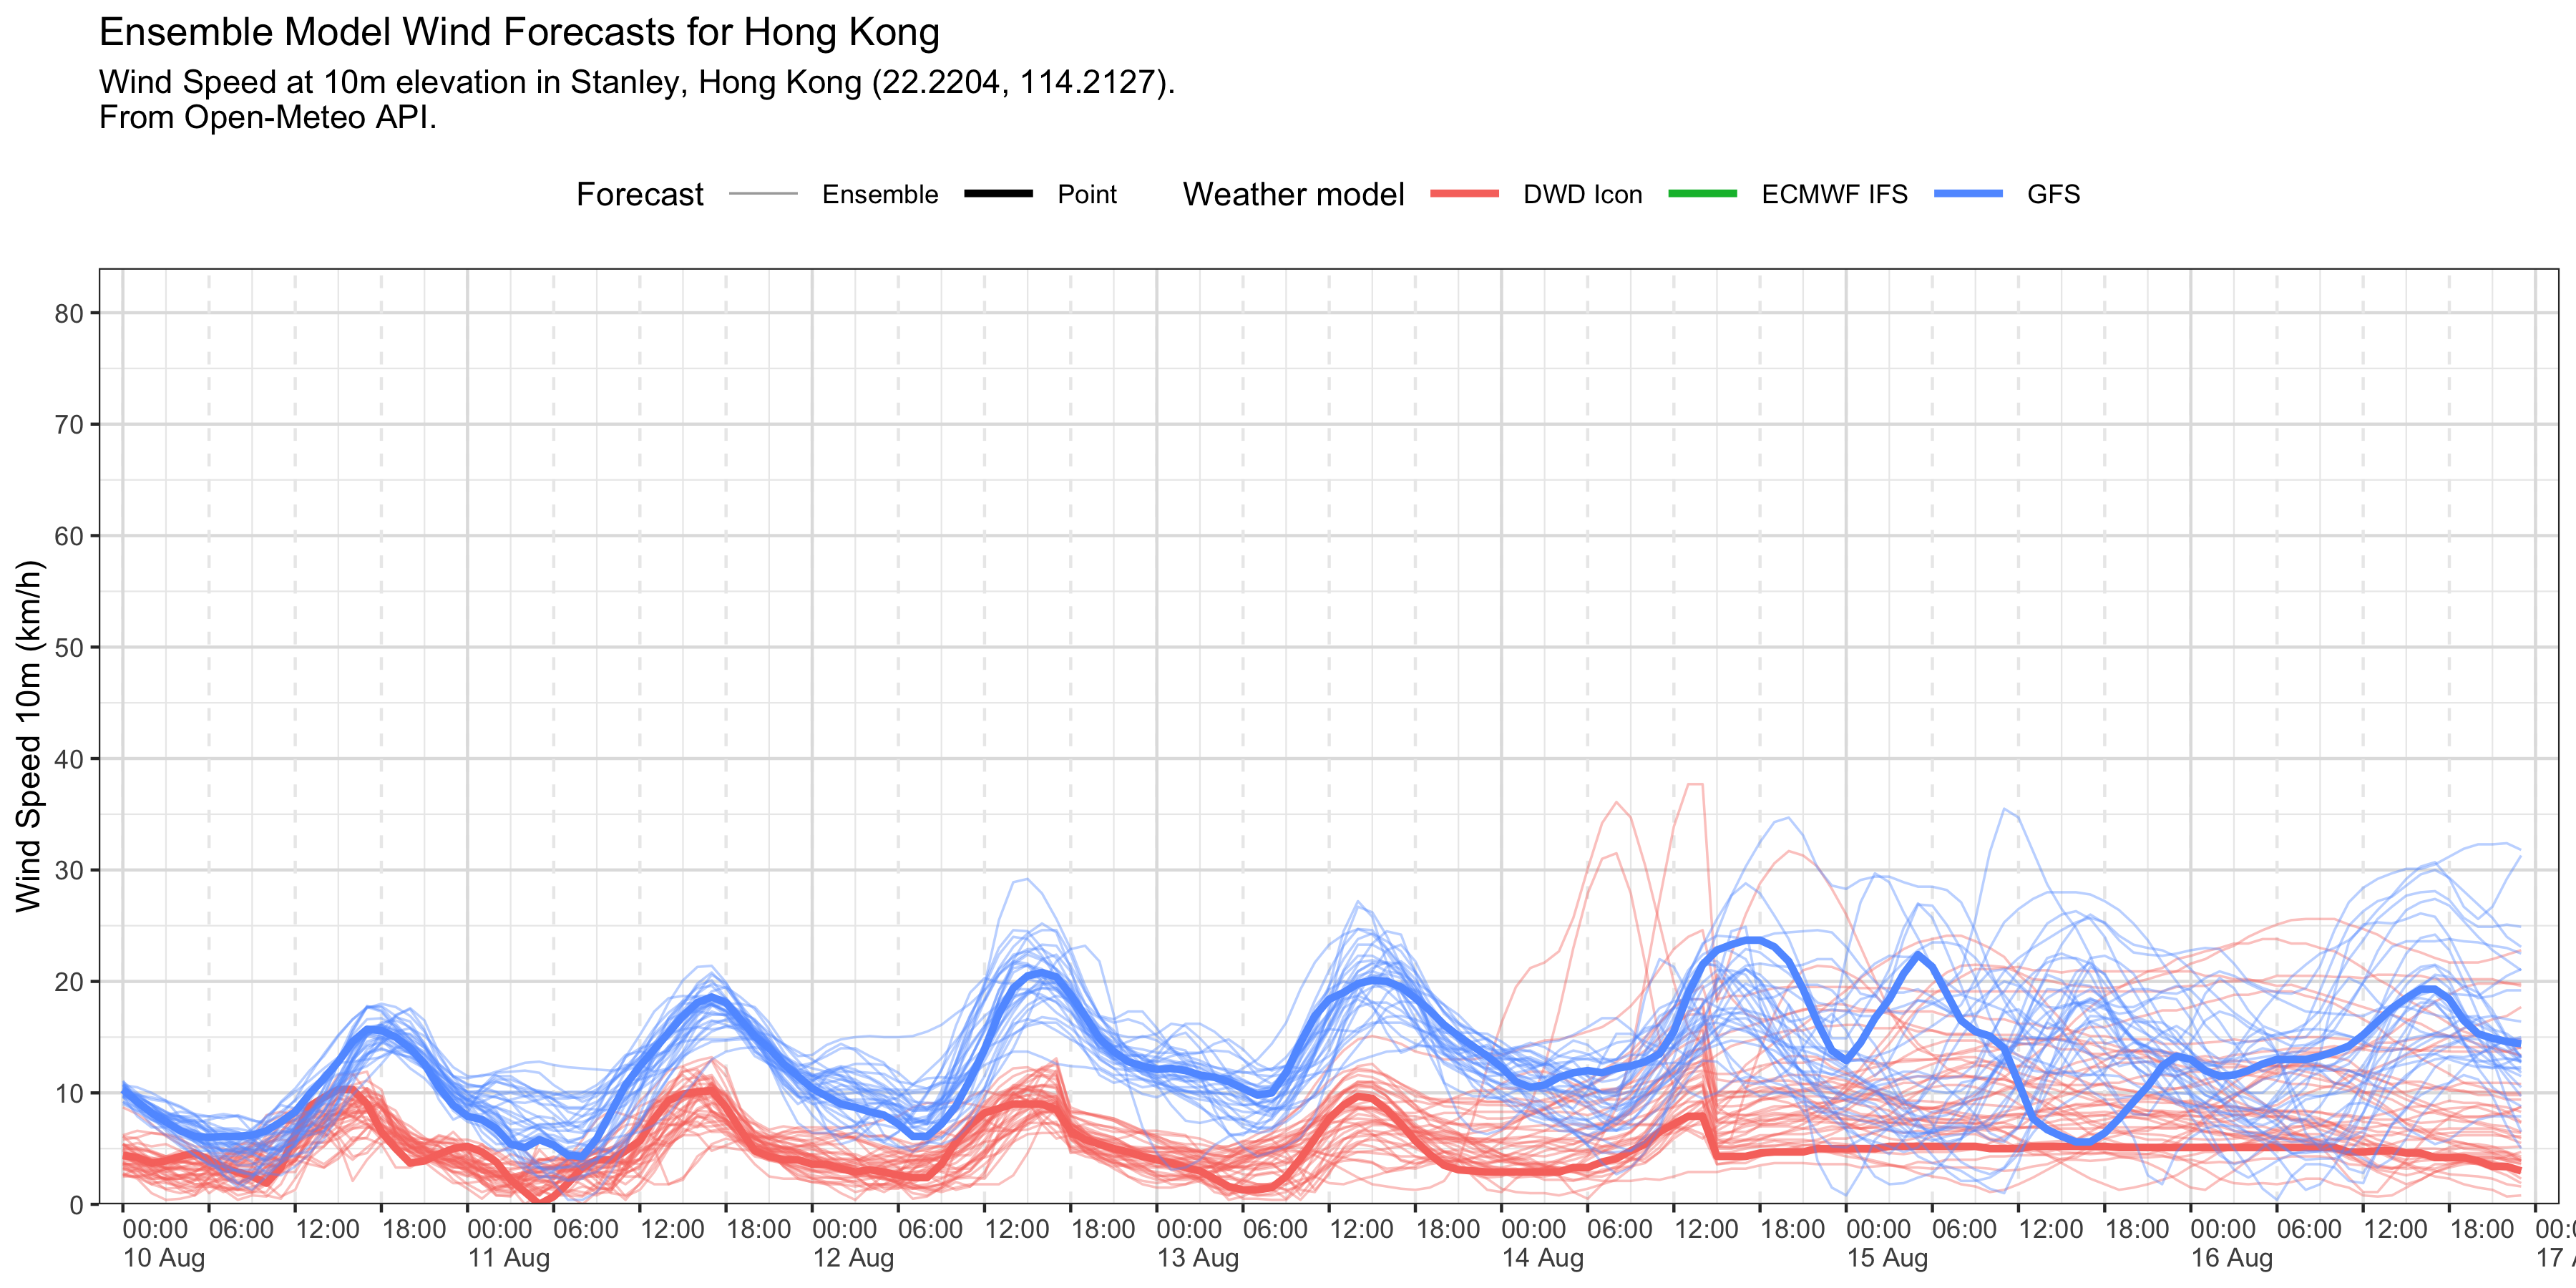 Ensemble Model Wind Forecasts for Hong Kong
Wind Speed at 10m elevation in Stanley, Hong Kong (22.2204, 114.2127).
From Open-Meteo API.
Forecast Ensemble Point Weather model DWD Icon ECMWF IFS GFS
Wind Speed 10m (km/h)
80
70
60
50
40
30
20
10
0
00:00 06:00 12:00 18:00 00:00 06:00 12:00 18:00 00:00 06:00 12:00 18:00 00:00 06:00 12:00 18:00 00:00 06:00 12:00 18:00 00:00 06:00 12:00 18:00 00:00 06:00 12:00 18:00 00:0
10 Aug 11 Aug 12 Aug 13 Aug 14 Aug 15 Aug 16 Aug 17